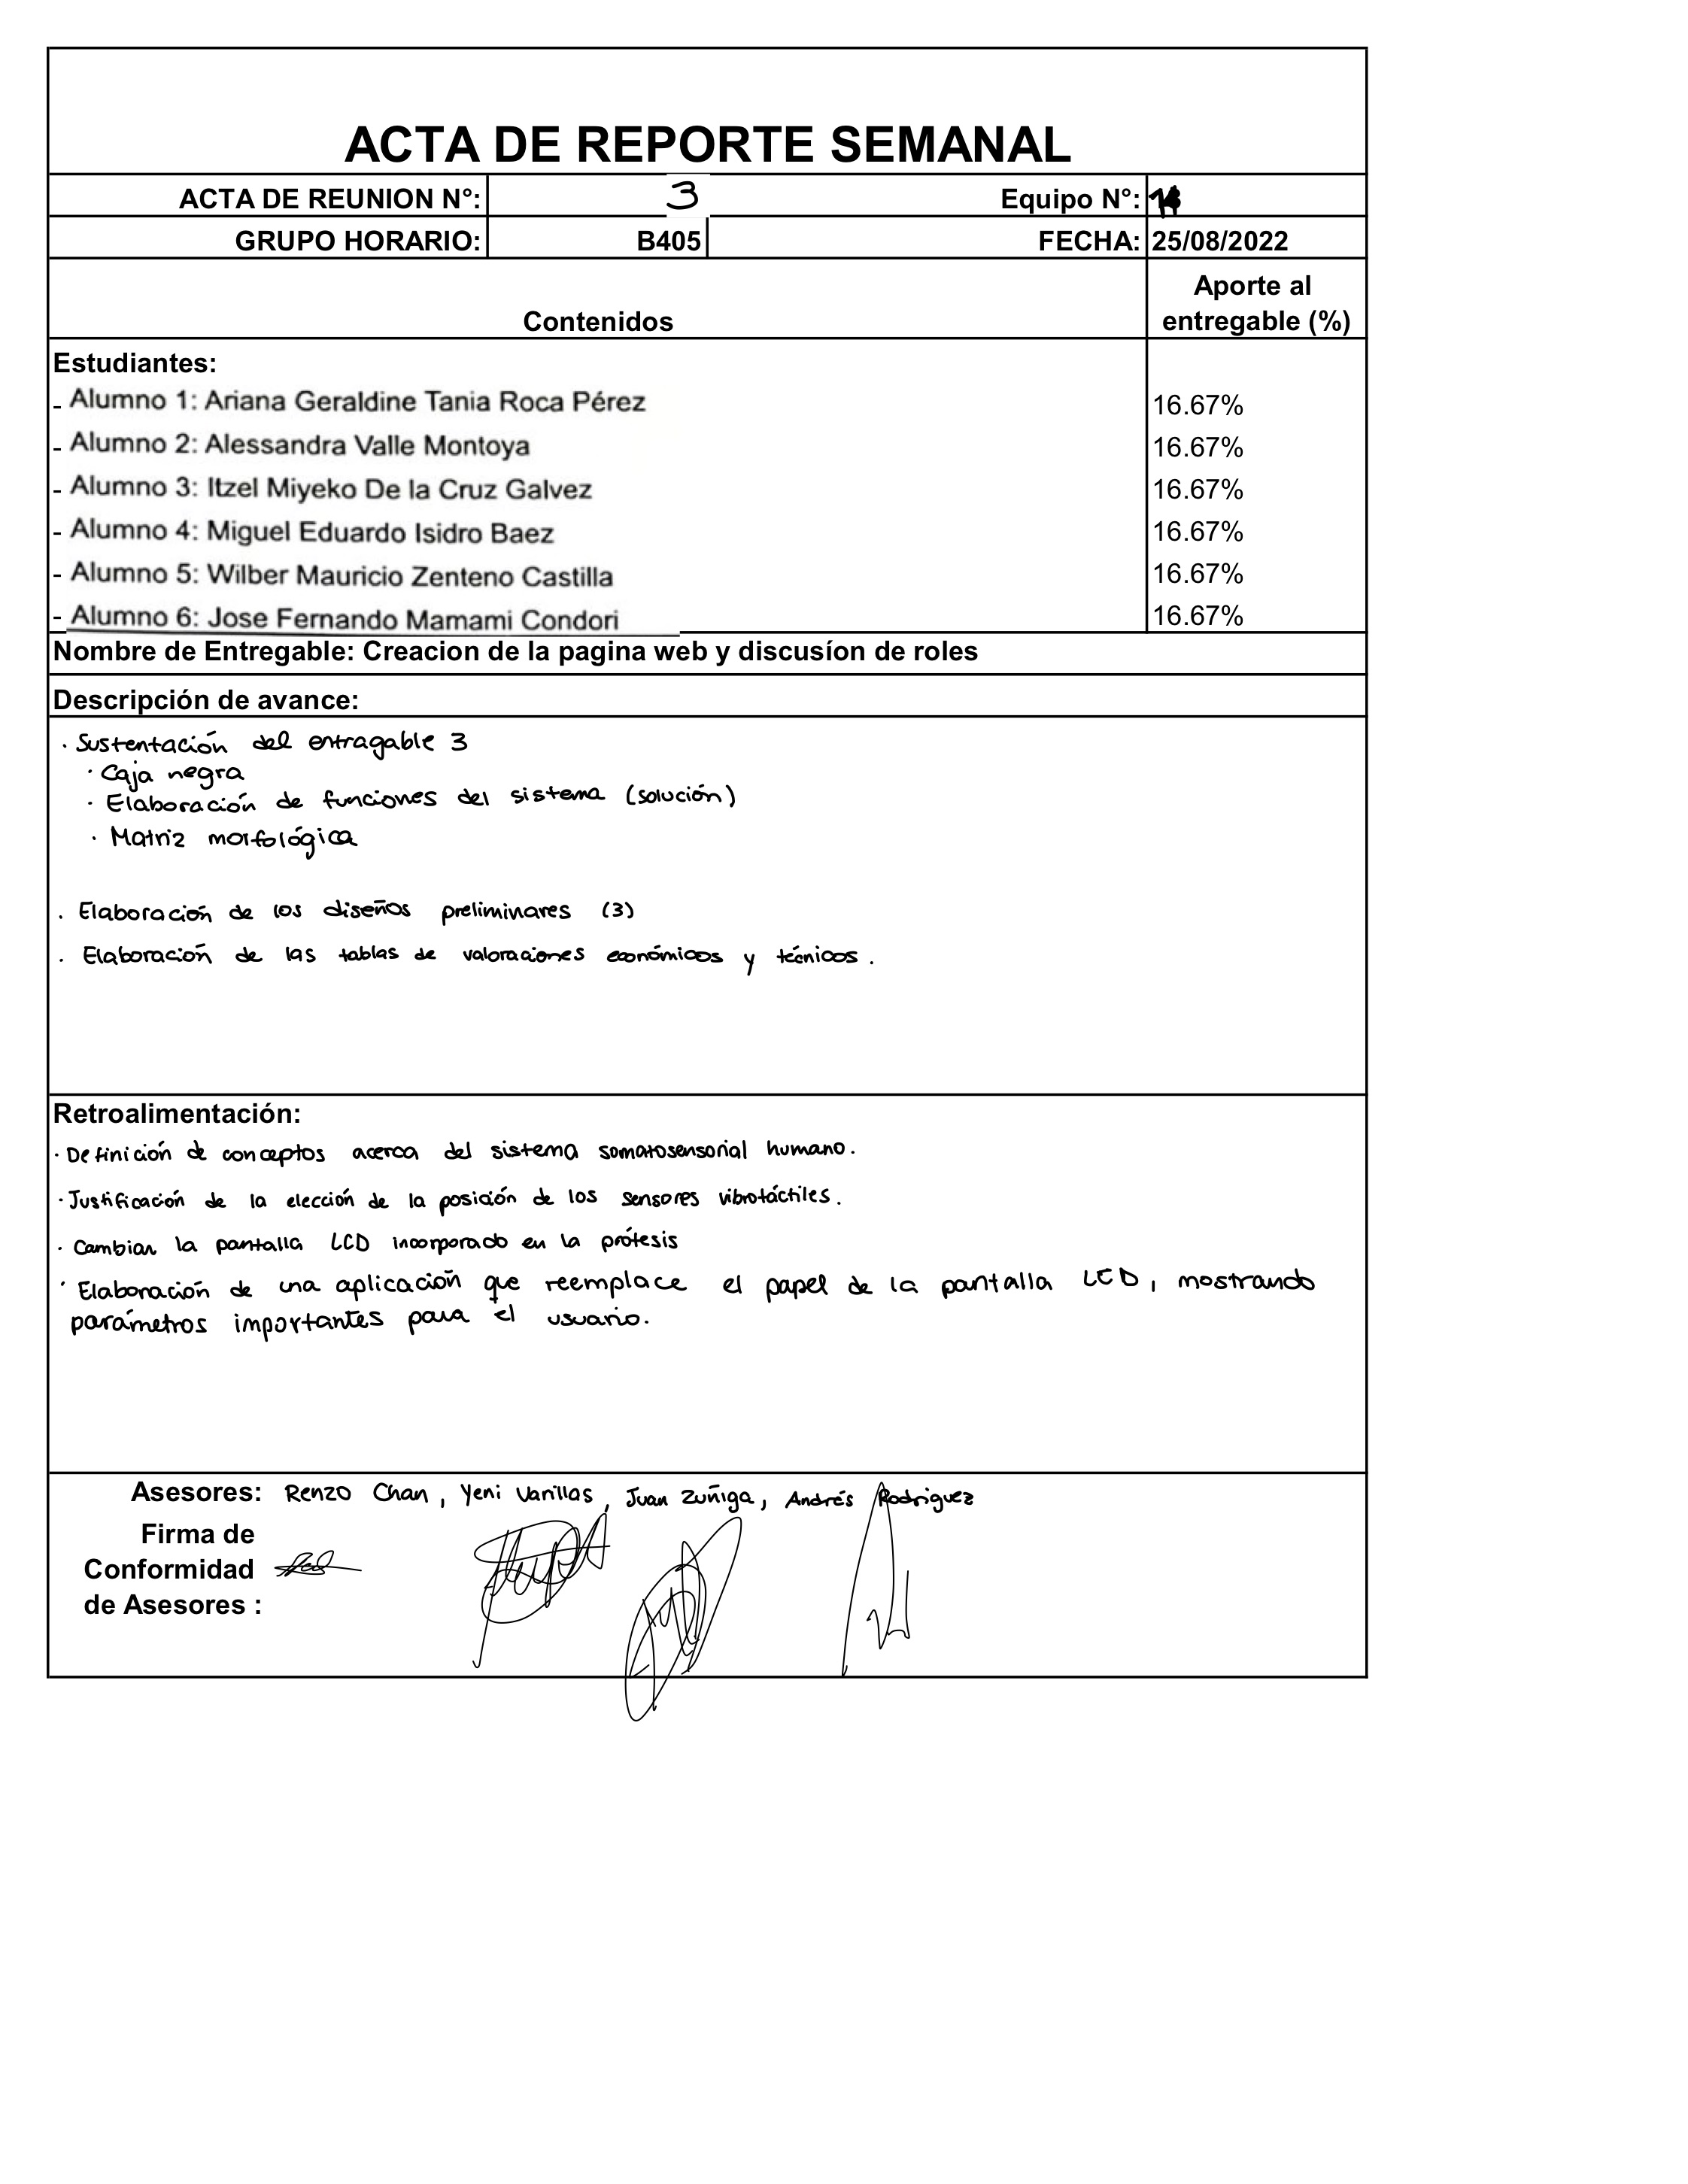 ACTA DE REPORTE SEMANAL
ACTA DE REUNION N°: 3 Equipo N°:
GRUPO HORARIO: B405 FECHA: 25/08/2022
Contenidos Aporte al entregable (%)
Estudiantes:
- Alumno 1: Ariana Geraldine Tania Roca Pérez 16.67%
- Alumno 2: Alessandra Valle Montoya 16.67%
- Alumno 3: Itzel Miyeko De la Cruz Galvez 16.67%
- Alumno 4: Miguel Eduardo Isidro Baez 16.67%
- Alumno 5: Wilber Mauricio Zenteno Castilla 16.67%
- Alumno 6: Jose Fernando Mamami Condori 16.67%
Nombre de Entregable: Creacion de la pagina web y discusíon de roles
Descripción de avance:
· Sustentación del entragable 3
· Caja negra
· Elaboración de funciones del sistema (solución)
· Matriz morfológica
· Elaboración de los diseños preliminares (3)
· Elaboración de las tablas de valoraciones económicos y técnicos.
Retroalimentación:
· Definición de conceptos acerca del sistema somatosensorial humano.
· Justificación de la elección de la posición de los sensores vibrotáctiles.
· Cambiar la pantalla LCD incorporado en la prótesis
· Elaboración de una aplicación que reemplace el papel de la pantalla LCD, mostrando
parámetros importantes para el usuario.
Asesores: Renzo Chan, Yeni Varillas, Juan Zuñiga, Andrés Rodriguez
Firma de
Conformidad
de Asesores :